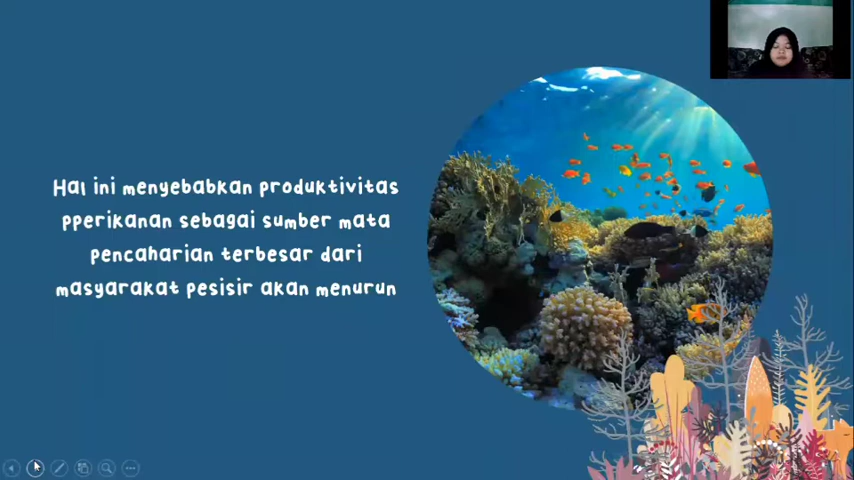 Hal ini menyebabkan produktivitas
pperikanan sebagai sumber mata
pencaharian terbesar dari
masyarakat pesisir akan menurun